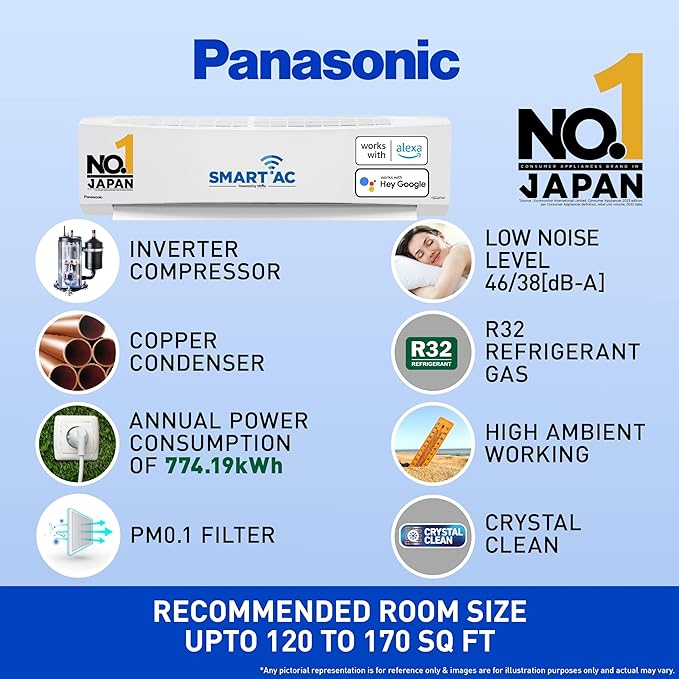 Panasonic
NO.1
JAPAN
Panasonic
SMART AC
works
with
alexa
works with
Hey Google
NO.1
CONSUMER APPLIANCES BRAND IN
JAPAN
INVERTER
COMPRESSOR
LOW NOISE
LEVEL
46/38[dB-A]
COPPER
CONDENSER
R32
REFRIGERANT
R32
REFRIGERANT
GAS
ANNUAL POWER
CONSUMPTION
OF 774.19kWh
HIGH AMBIENT
WORKING
PM0.1 FILTER
CRYSTAL
CLEAN
CRYSTAL
CLEAN
RECOMMENDED ROOM SIZE
UPTO 120 TO 170 SQ FT
*Any pictorial representation is for reference only & images are for illustration purposes only and actual may vary.